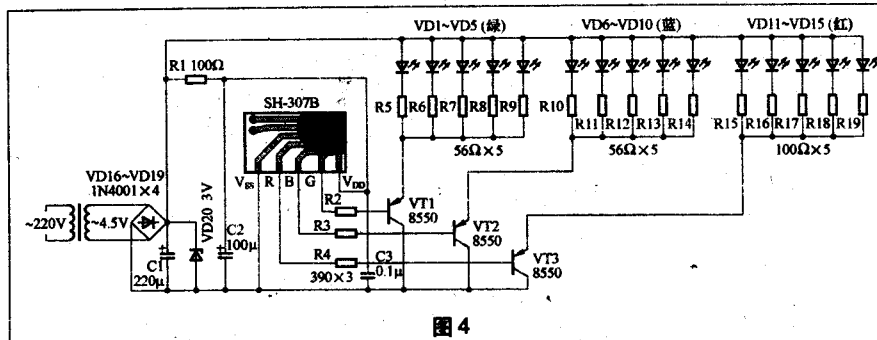 VD1~VD5 (绿) VD6~VD10 (蓝) VD11~VD15 (红)
R1 100Ω
SH-307B
R5 R6 R7 R8 R9 R10 R11 R12 R13 R14 R15 R16 R17 R18 R19
56Ω×5 56Ω×5 100Ω×5
VD16~VD19
1N4001×4
VSS R B G VDD
R2 VT1
8550
~220V ~4.5V VD20 3V C2
100μ
R3 VT2
8550
R4 VT3
8550
390×3
C3
0.1μ
C1
220μ
图4